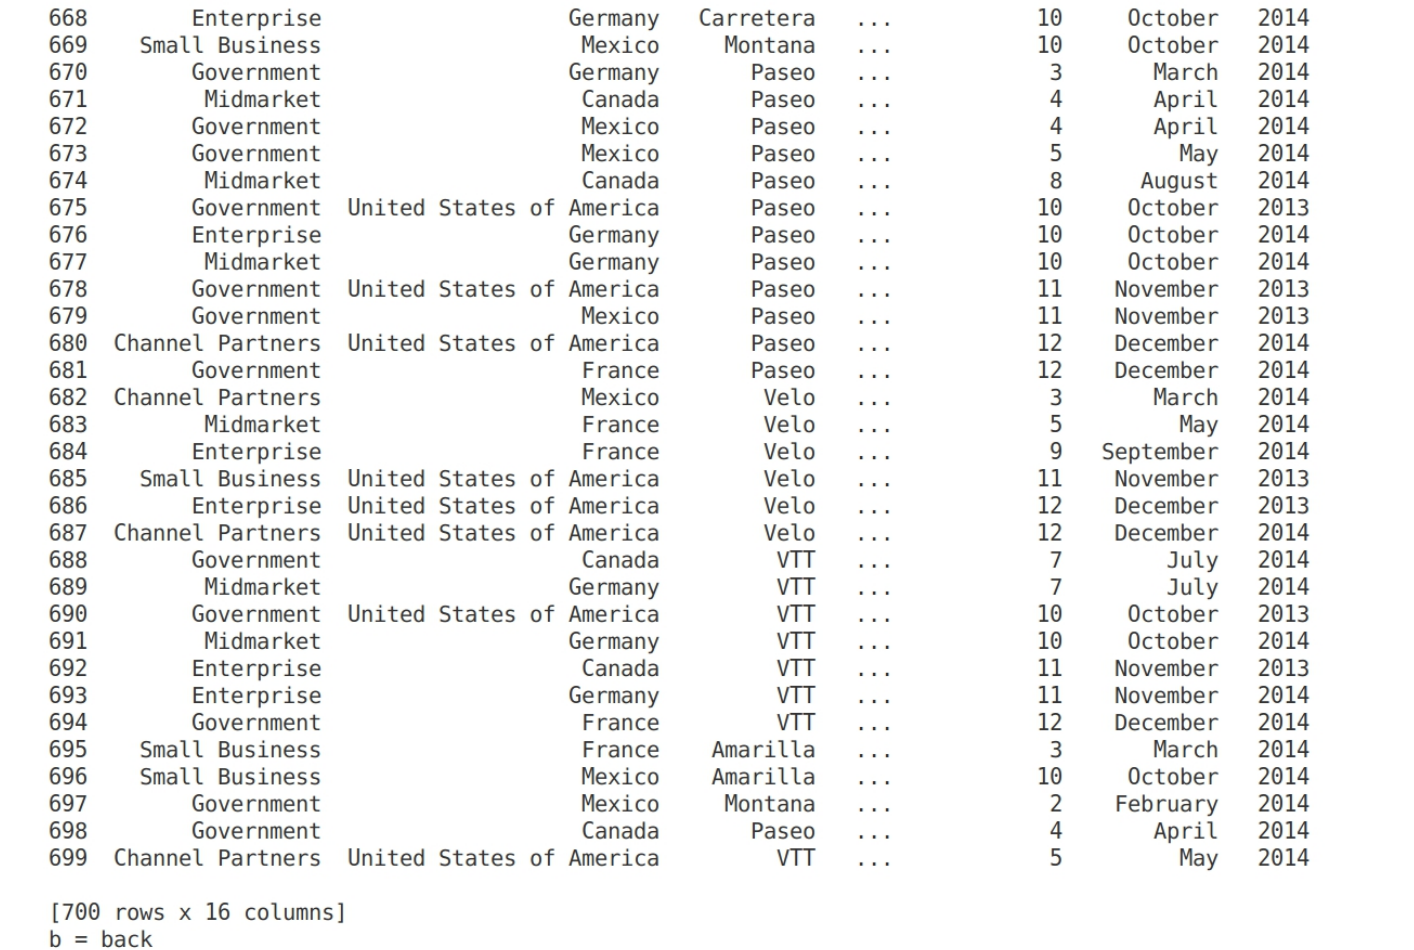 668 Enterprise Germany Carretera ... 10 October 2014
669 Small Business Mexico Montana ... 10 October 2014
670 Government Germany Paseo ... 3 March 2014
671 Midmarket Canada Paseo ... 4 April 2014
672 Government Mexico Paseo ... 4 April 2014
673 Government Mexico Paseo ... 5 May 2014
674 Midmarket Canada Paseo ... 8 August 2014
675 Government United States of America Paseo ... 10 October 2013
676 Enterprise Germany Paseo ... 10 October 2014
677 Midmarket Germany Paseo ... 10 October 2014
678 Government United States of America Paseo ... 11 November 2013
679 Government Mexico Paseo ... 11 November 2013
680 Channel Partners United States of America Paseo ... 12 December 2014
681 Government France Paseo ... 12 December 2014
682 Channel Partners Mexico Velo ... 3 March 2014
683 Midmarket France Velo ... 5 May 2014
684 Enterprise France Velo ... 9 September 2014
685 Small Business United States of America Velo ... 11 November 2013
686 Enterprise United States of America Velo ... 12 December 2013
687 Channel Partners United States of America Velo ... 12 December 2014
688 Government Canada VTT ... 7 July 2014
689 Midmarket Germany VTT ... 7 July 2014
690 Government United States of America VTT ... 10 October 2013
691 Midmarket Germany VTT ... 10 October 2014
692 Enterprise Canada VTT ... 11 November 2013
693 Enterprise Germany VTT ... 11 November 2014
694 Government France VTT ... 12 December 2014
695 Small Business France Amarilla ... 3 March 2014
696 Small Business Mexico Amarilla ... 10 October 2014
697 Government Mexico Montana ... 2 February 2014
698 Government Canada Paseo ... 4 April 2014
699 Channel Partners United States of America VTT ... 5 May 2014
[700 rows x 16 columns]
b = back